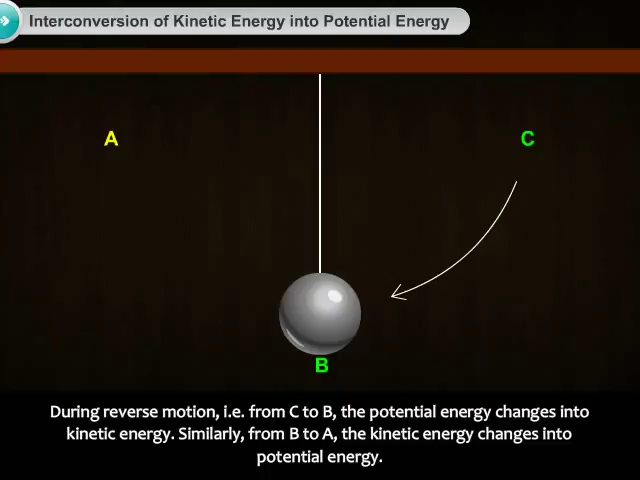 Interconversion of Kinetic Energy into Potential Energy
A
C
B
During reverse motion, i.e. from C to B, the potential energy changes into
kinetic energy. Similarly, from B to A, the kinetic energy changes into
potential energy.